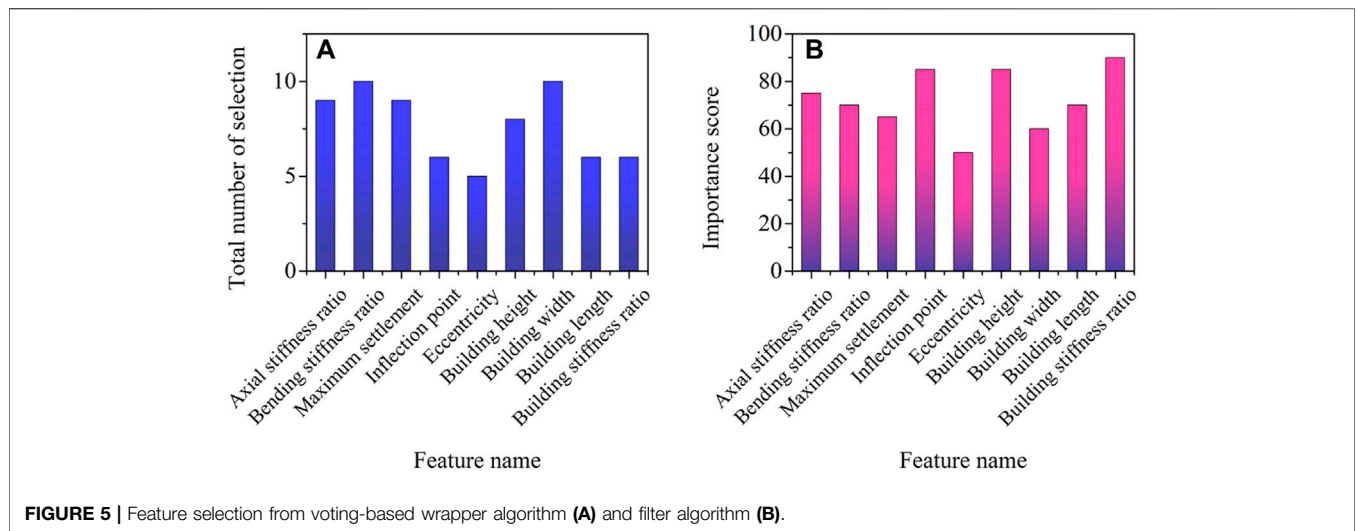 A
Total number of selection
10
5
0
Axial stiffness ratio
Bending stiffness ratio
Maximum settlement
Inflection point
Eccentricity
Building height
Building width
Building length
Building stiffness ratio
Feature name
B
Importance score
100
80
60
40
20
0
Axial stiffness ratio
Bending stiffness ratio
Maximum settlement
Inflection point
Eccentricity
Building height
Building width
Building length
Building stiffness ratio
Feature name
FIGURE 5 | Feature selection from voting-based wrapper algorithm (A) and filter algorithm (B).